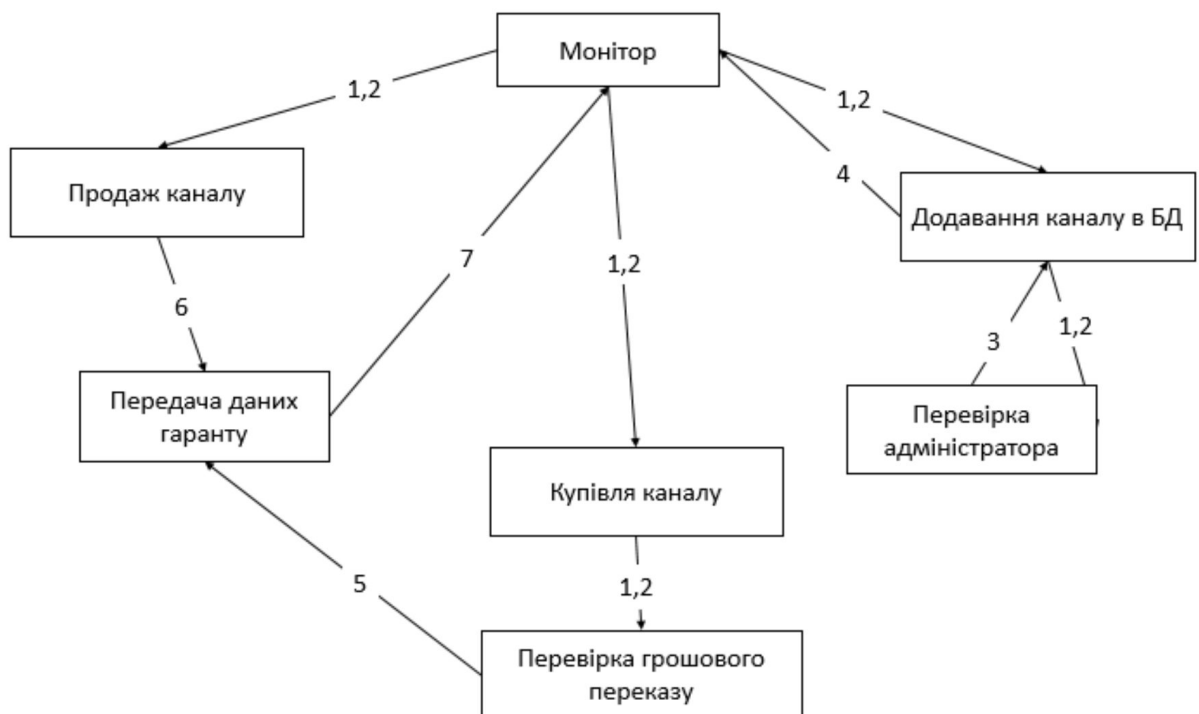 Монітор
1,2
1,2
4
Продаж каналу
Додавання каналу в БД
7
1,2
6
3
1,2
Передача даних
гаранту
Перевірка
адміністратора
Купівля каналу
5
1,2
Перевірка грошового
переказу